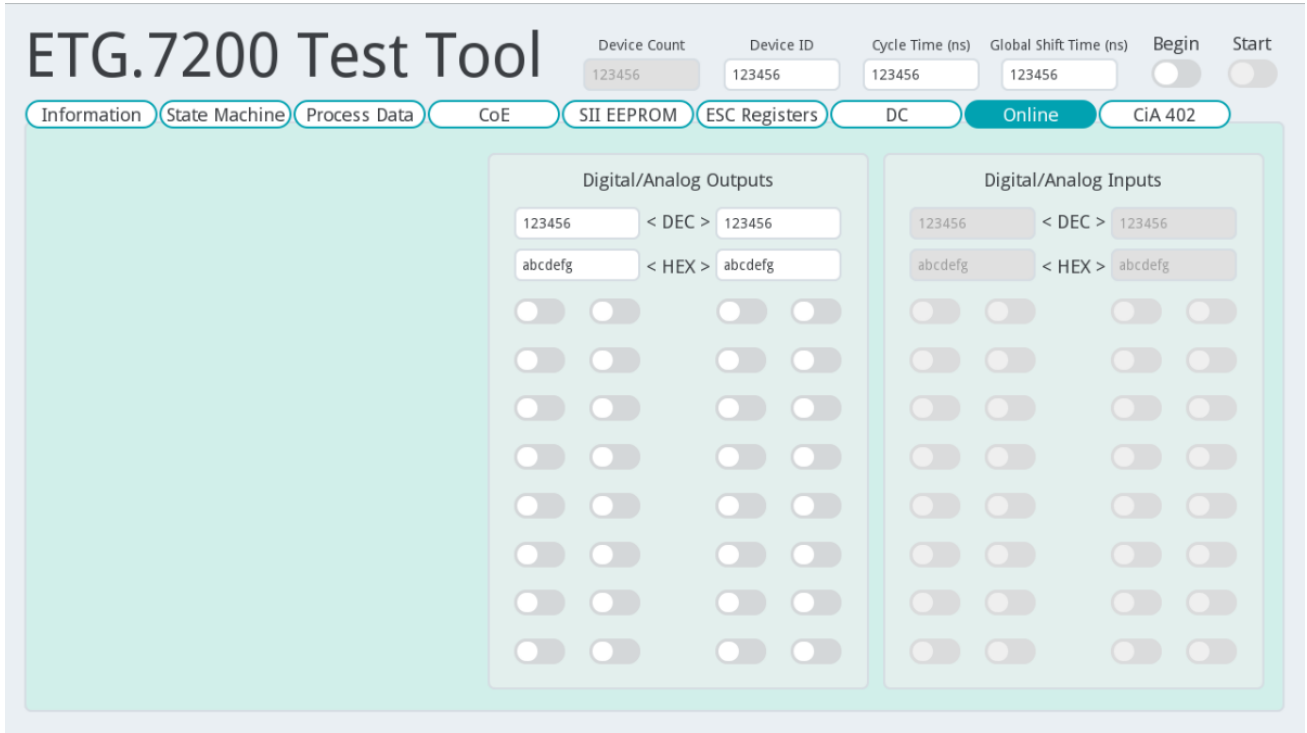 ETG.7200 Test Tool
Device Count Device ID Cycle Time (ns) Global Shift Time (ns) Begin Start
123456 123456 123456 123456
Information State Machine Process Data CoE SII EEPROM ESC Registers DC Online CiA 402
Digital/Analog Outputs
123456 < DEC > 123456
abcdefg < HEX > abcdefg
Digital/Analog Inputs
123456 < DEC > 123456
abcdefg < HEX > abcdefg